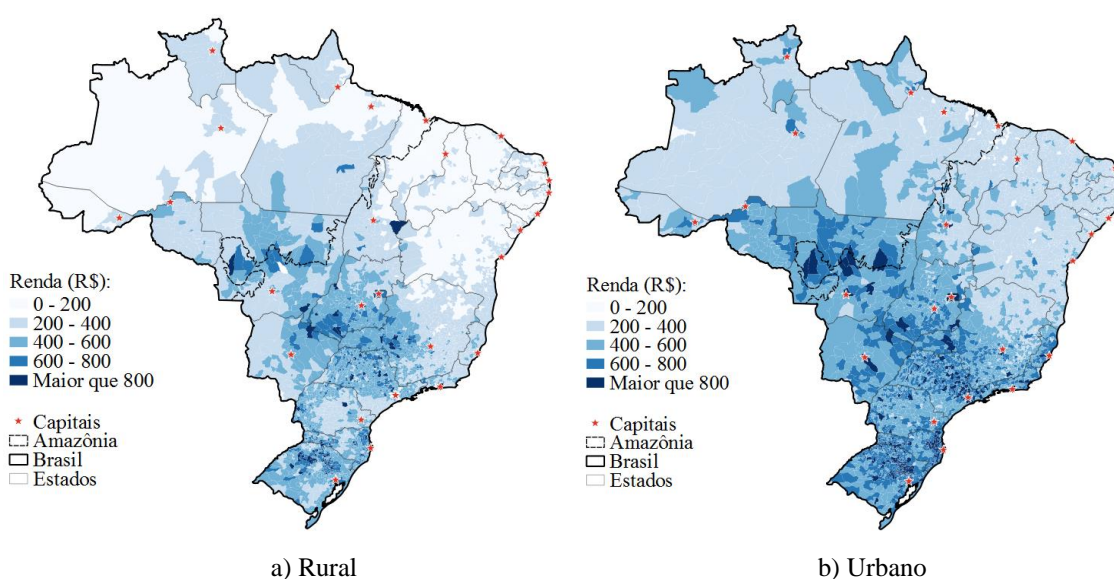 Renda (R$):
0 - 200
200 - 400
400 - 600
600 - 800
Maior que 800
Capitais
Amazônia
Brasil
Estados
a) Rural
Renda (R$):
0 - 200
200 - 400
400 - 600
600 - 800
Maior que 800
Capitais
Amazônia
Brasil
Estados
b) Urbano